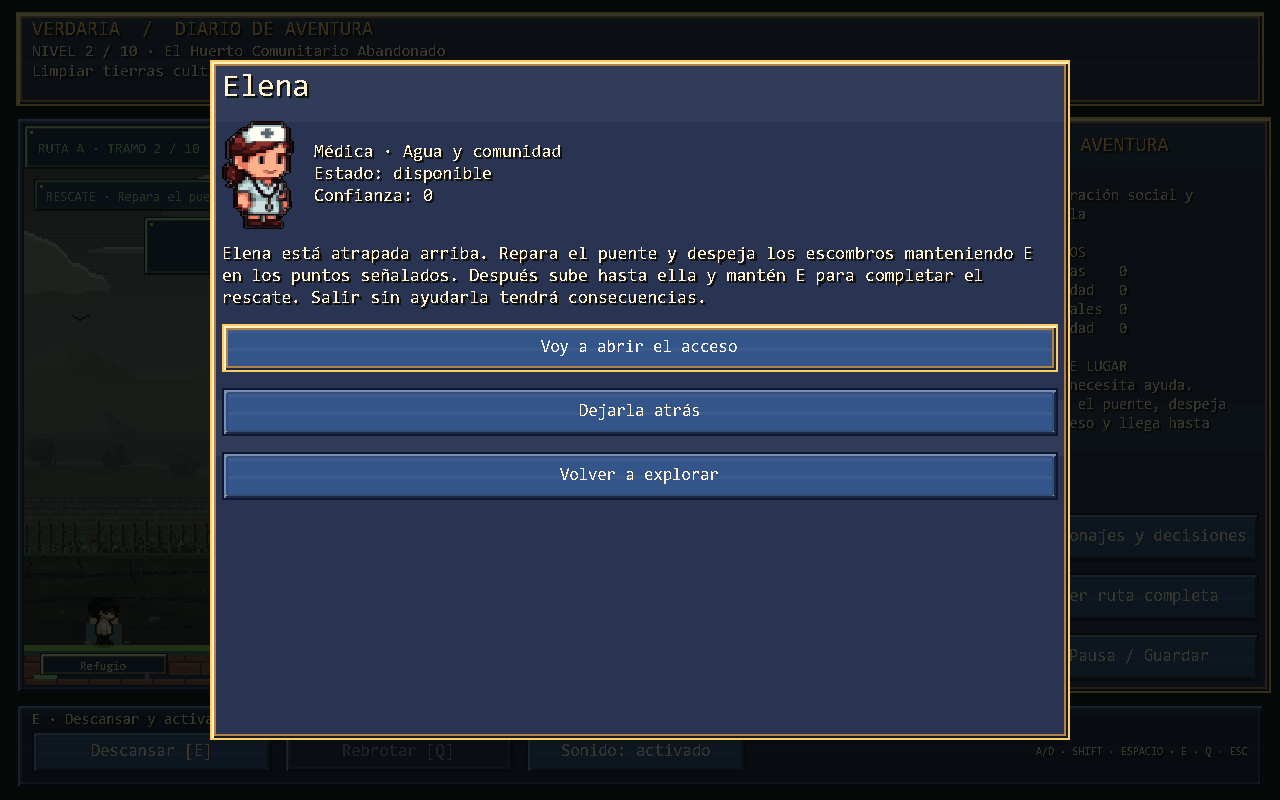 VERDARIA / DIARIO DE AVENTURA
NIVEL 2 / 10 · El Huerto Comunitario Abandonado
Limpiar tierras cult
RUTA A · TRAMO 2 / 10
RESCATE · Repara el pue
Elena
Médica · Agua y comunidad
Estado: disponible
Confianza: 0
Elena está atrapada arriba. Repara el puente y despeja los escombros manteniendo E
en los puntos señalados. Después sube hasta ella y mantén E para completar el
rescate. Salir sin ayudarla tendrá consecuencias.
Voy a abrir el acceso
Dejarla atrás
Volver a explorar
AVENTURA
ración social y
la
OS
as 0
dad 0
ales 0
dad 0
E LUGAR
necesita ayuda.
el puente, despeja
eso y llega hasta
onajes y decisiones
er ruta completa
Pausa / Guardar
Refugio
E · Descansar y activa
Descansar [E]
Rebrotar [Q]
Sonido: activado
A/D · SHIFT · ESPACIO · E · Q · ESC